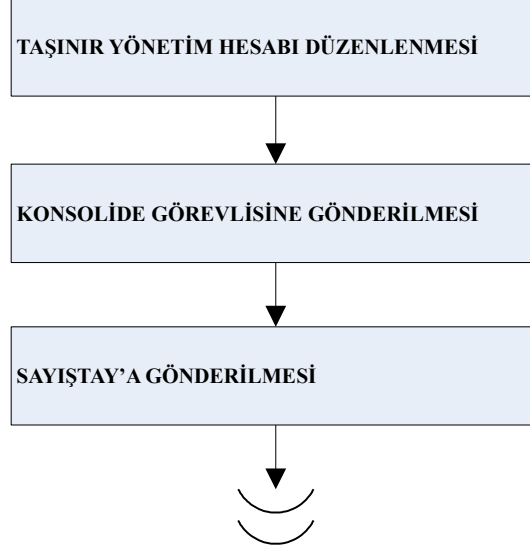 TAŞINIR YÖNETİM HESABI DÜZENLENMESİ
KONSOLİDE GÖREVLİSİNE GÖNDERİLMESİ
SAYIŞTAY’A GÖNDERİLMESİ